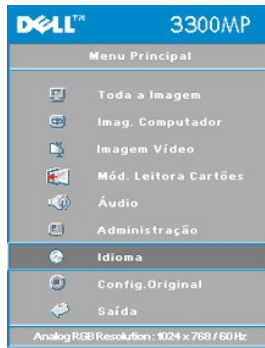 DELL™ 3300MP
Menu Principal
Toda a Imagem
Imag. Computador
Imagem Vídeo
Mód. Leitora Cartões
Áudio
Administração
Idioma
Config.Original
Saída
Analog RGB Resolution: 1024 x 768 / 60 Hz